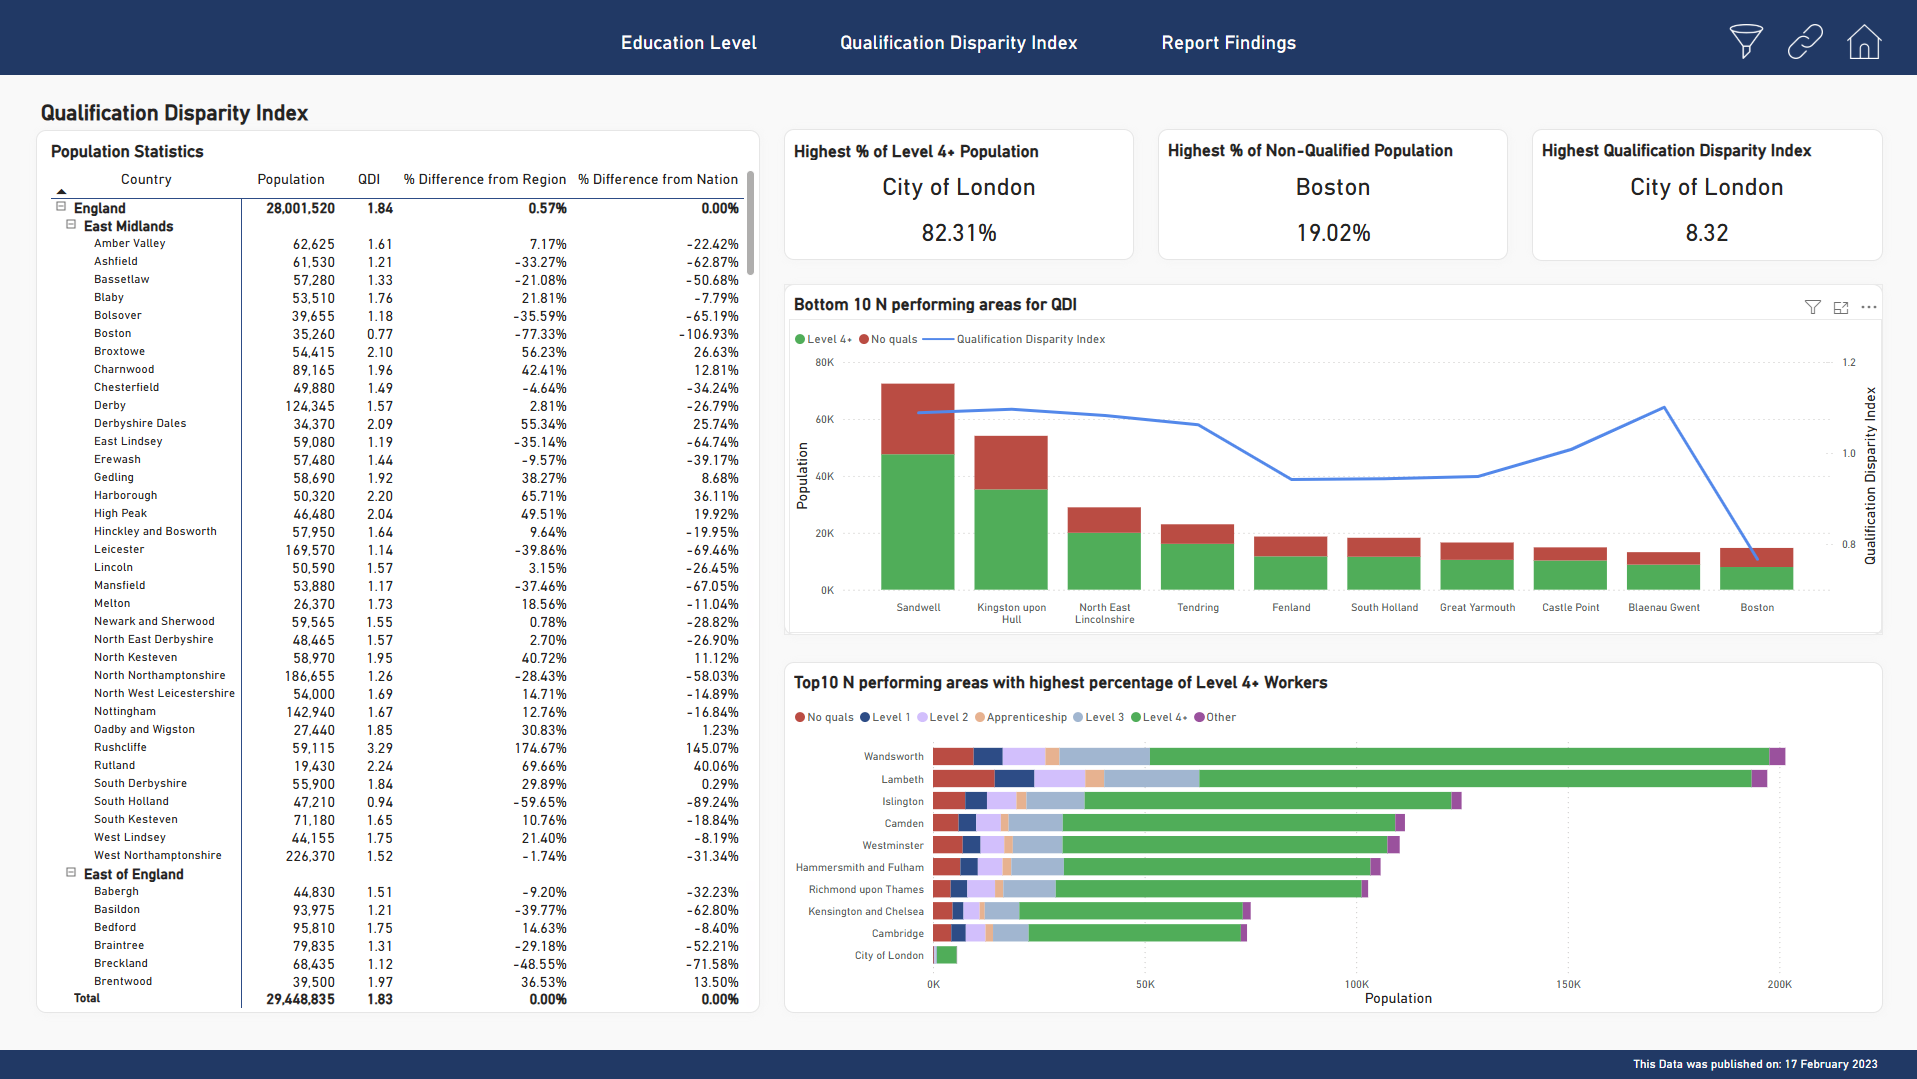 Education Level
Qualification Disparity Index
Report Findings
Qualification Disparity Index
Population Statistics
Country Population QDI % Difference from Region % Difference from Nation
England 28,001,520 1.84 0.57% 0.00%
East Midlands
Amber Valley 62,625 1.61 7.17% -22.42%
Ashfield 61,530 1.21 -33.27% -62.87%
Bassetlaw 57,280 1.33 -21.08% -50.68%
Blaby 53,510 1.76 21.81% -7.79%
Bolsover 39,655 1.18 -35.59% -65.19%
Boston 35,260 0.77 -77.33% -106.93%
Broxtowe 54,415 2.10 56.23% 26.63%
Charnwood 89,165 1.96 42.41% 12.81%
Chesterfield 49,880 1.49 -4.64% -34.24%
Derby 124,345 1.57 2.81% -26.79%
Derbyshire Dales 34,370 2.09 55.34% 25.74%
East Lindsey 59,080 1.19 -35.14% -64.74%
Erewash 57,480 1.44 -9.57% -39.17%
Gedling 58,690 1.92 38.27% 8.68%
Harborough 50,320 2.20 65.71% 36.11%
High Peak 46,480 2.04 49.51% 19.92%
Hinckley and Bosworth 57,950 1.64 9.64% -19.95%
Leicester 169,570 1.14 -39.86% -69.46%
Lincoln 50,590 1.57 3.15% -26.45%
Mansfield 53,880 1.17 -37.46% -67.05%
Melton 26,370 1.73 18.56% -11.04%
Newark and Sherwood 59,565 1.55 0.78% -28.82%
North East Derbyshire 48,465 1.57 2.70% -26.90%
North Kesteven 58,970 1.95 40.72% 11.12%
North Northamptonshire 186,655 1.26 -28.43% -58.03%
North West Leicestershire 54,000 1.69 14.71% -14.89%
Nottingham 142,940 1.67 12.76% -16.84%
Oadby and Wigston 27,440 1.85 30.83% 1.23%
Rushcliffe 59,115 3.29 174.67% 145.07%
Rutland 19,430 2.24 69.66% 40.06%
South Derbyshire 55,900 1.84 29.89% 0.29%
South Holland 47,210 0.94 -59.65% -89.24%
South Kesteven 71,180 1.65 10.76% -18.84%
West Lindsey 44,155 1.75 21.40% -8.19%
West Northamptonshire 226,370 1.52 -1.74% -31.34%
East of England
Babergh 44,830 1.51 -9.20% -32.23%
Basildon 93,975 1.21 -39.77% -62.80%
Bedford 95,810 1.75 14.63% -8.40%
Braintree 79,835 1.31 -29.18% -52.21%
Breckland 68,435 1.12 -48.55% -71.58%
Brentwood 39,500 1.97 36.53% 13.50%
Total 29,448,835 1.83 0.00% 0.00%
Highest % of Level 4+ Population
City of London
82.31%
Highest % of Non-Qualified Population
Boston
19.02%
Highest Qualification Disparity Index
City of London
8.32
Bottom 10 N performing areas for QDI
Level 4+ No quals Qualification Disparity Index
80K
60K
40K
20K
0K
Population
1.2
1.0
0.8
Qualification Disparity Index
Sandwell
Kingston upon Hull
North East Lincolnshire
Tendring
Fenland
South Holland
Great Yarmouth
Castle Point
Blaenau Gwent
Boston
Top10 N performing areas with highest percentage of Level 4+ Workers
No quals Level 1 Level 2 Apprenticeship Level 3 Level 4+ Other
Wandsworth
Lambeth
Islington
Camden
Westminster
Hammersmith and Fulham
Richmond upon Thames
Kensington and Chelsea
Cambridge
City of London
0K 50K 100K 150K 200K
Population
This Data was published on: 17 February 2023